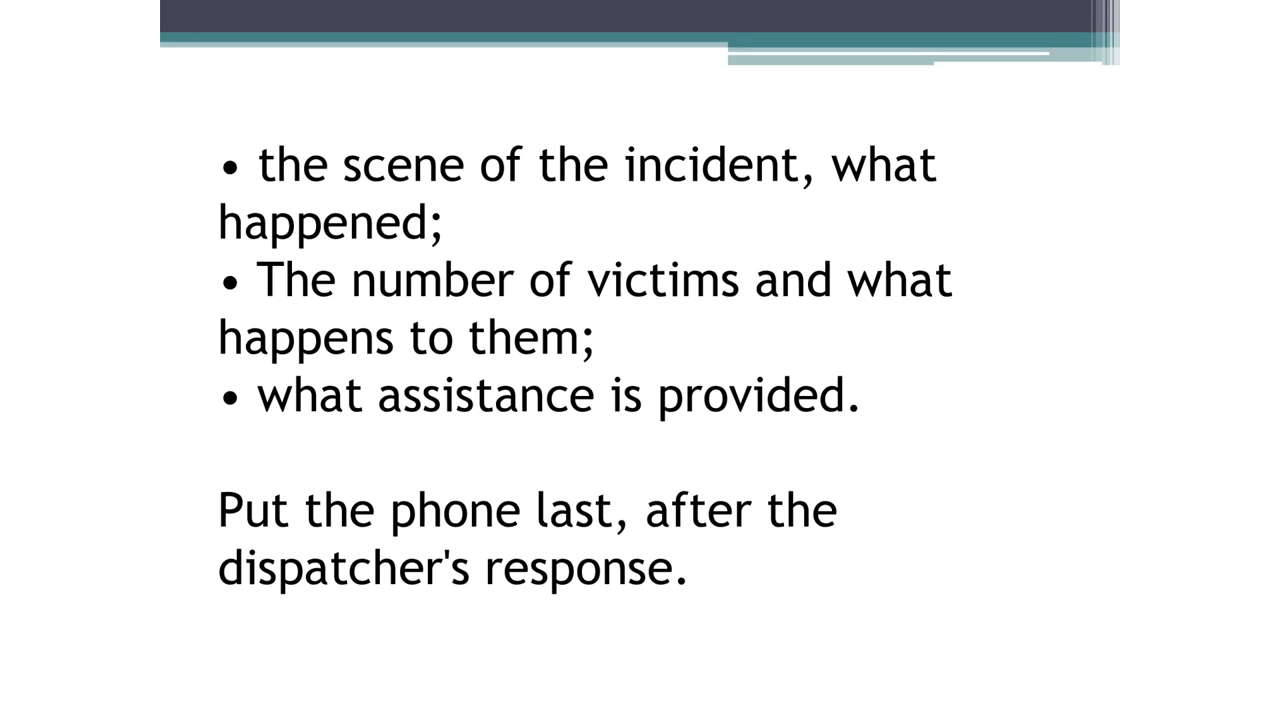 • the scene of the incident, what
happened;
• The number of victims and what
happens to them;
• what assistance is provided.
Put the phone last, after the
dispatcher's response.